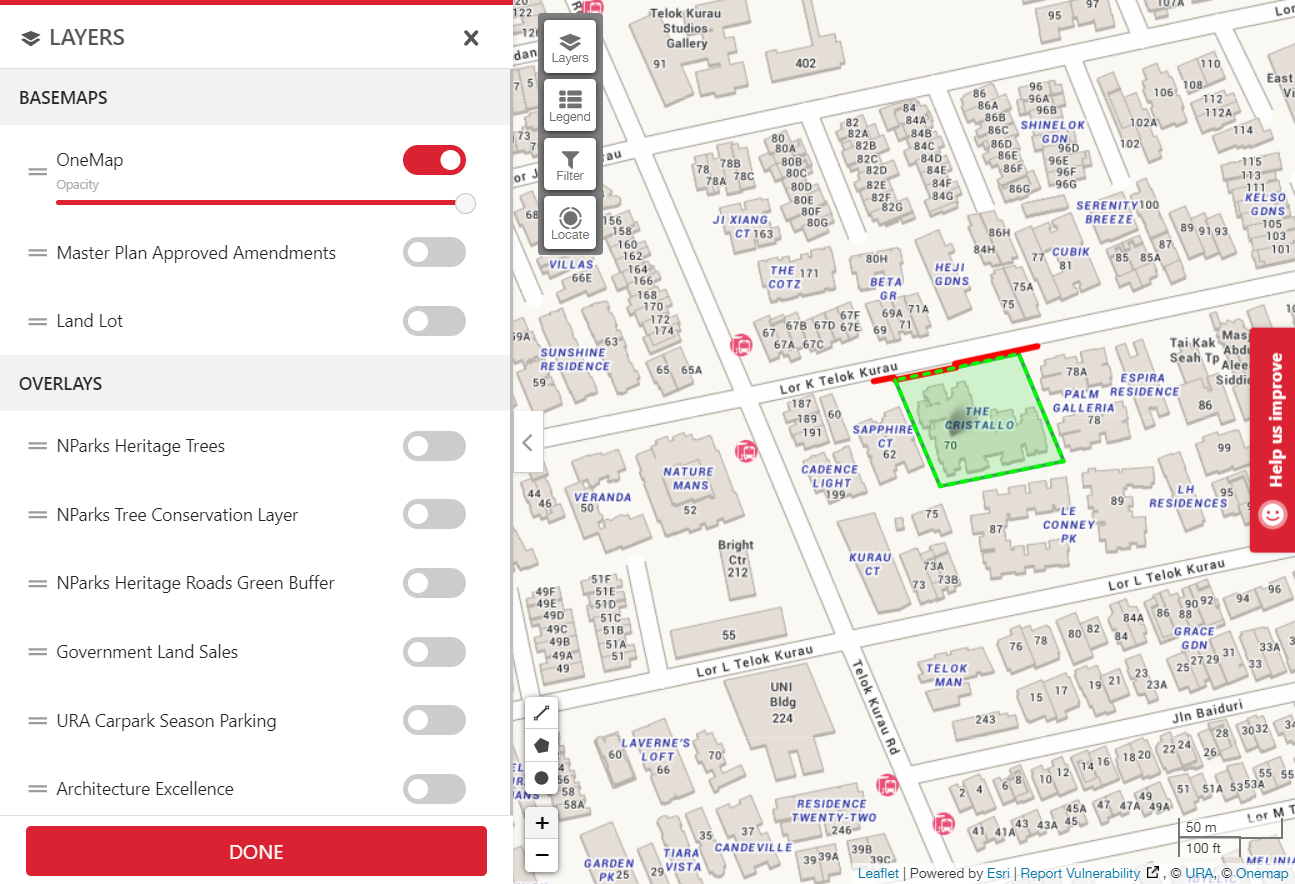 LAYERS
BASEMAPS
OneMap
Opacity
Master Plan Approved Amendments
Land Lot
OVERLAYS
NParks Heritage Trees
NParks Tree Conservation Layer
NParks Heritage Roads Green Buffer
Government Land Sales
URA Carpark Season Parking
Architecture Excellence
DONE
Layers
Legend
Filter
Locate
Telok Kurau
Studios
Gallery
91
402
95
97
107A
122
120
110
106
108
112
112A
114
102A
102
86
86A
86B
86C
86D
86E
86F
86G
96
96A
96B
SHINELOK
GDN
96D
96E
96F
96G
84
84A
84B
84C
84D
84E
84F
84G
82
82A
82B
82C
82D
82E
82F
82G
80
80A
80B
80C
80D
80E
80F
80G
78
78B
78A
78C
JI XIANG
CT 163
115
113
111
KELSO
GDNS
105
103
101
SERENITY
BREEZE
100
89
91
93
87
85
85A
86H
84H
CUBIK
77
81
75A
75
HEJI
GDNS
80H
BETA
GR
THE
COTZ
171
156
158
160
162
164
166
168
170
172
174
VILLAS
66E
68
67
67B
67D
67F
67E
67A
67C
69A
69
71A
71
SUNSHINE
RESIDENCE
63
59
65
65A
Lor K Telok Kurau
THE
CRISTALLO
70
187
189
191
60
SAPPHIRE
CT
62
CADENCE
LIGHT
199
78A
PALM
GALLERIA
78
ESPIRA
RESIDENCE
86
Tai Kak
Seah Tp
99
95
LH
RESIDENCES
89
LE
CONNEY
PK
87
75
KURAU
CT
73A
73
73B
NATURE
MANS
52
VERANDA
50
44
46
Bright
Ctr
212
49F
49E
49D
49C
49B
49A
49
51F
51E
51D
51C
51B
51A
51
55
Lor L Telok Kurau
Lor L Telok Kurau
UNI
Bldg
224
Telok Kurau Rd
TELOK
MAN
76
78
80
82
84A
84
86
88
90
92
94
96
GRACE
GDN
25
27
29
31
33
33A
15
17
19
21
23
23A
243
Jln Baiduri
LAVERNE'S
LOFT
66
60
70
56
58
58A
RESIDENCE
TWENTY-TWO
246
35
37
CANDEVILLE
TIARA
VISTA
29
GARDEN
PK
25
39
39A
39B
39C
2
4
6
8
10
12
14
16
18
20
22
24
26
28
30
32
34
41
41A
43
43A
45
45A
47
47A
49
49A
51
51A
53A
55
Lor M T
50 m
100 ft
Help us improve
+
−
Leaflet | Powered by Esri | Report Vulnerability , © URA, © Onemap